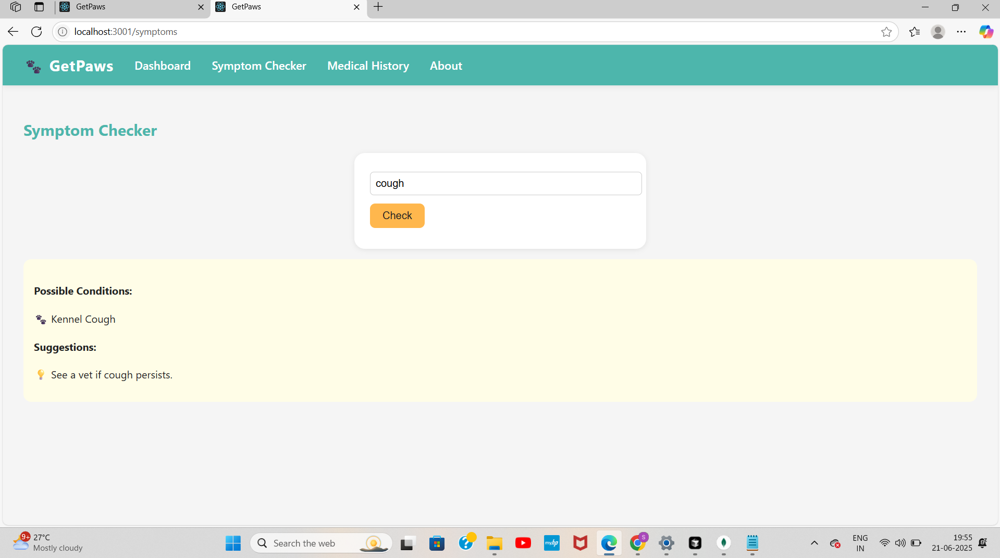 GetPaws
GetPaws
localhost:3001/symptoms
GetPaws Dashboard Symptom Checker Medical History About
Symptom Checker
cough
Check
Possible Conditions:
Kennel Cough
Suggestions:
See a vet if cough persists.
9+
27°C
Mostly cloudy
Search the web
myhp
S
ENG
IN
19:55
21-06-2025